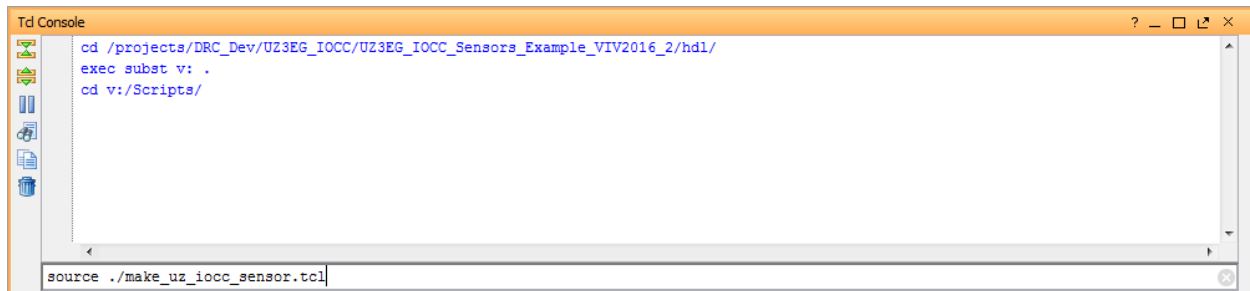 Tcl Console
cd /projects/DRC_Dev/UZ3EG_IOCC/UZ3EG_IOCC_Sensors_Example_VIV2016_2/hdl/
exec subst v: .
cd v:/Scripts/
source ./make_uz_iocc_sensor.tcl